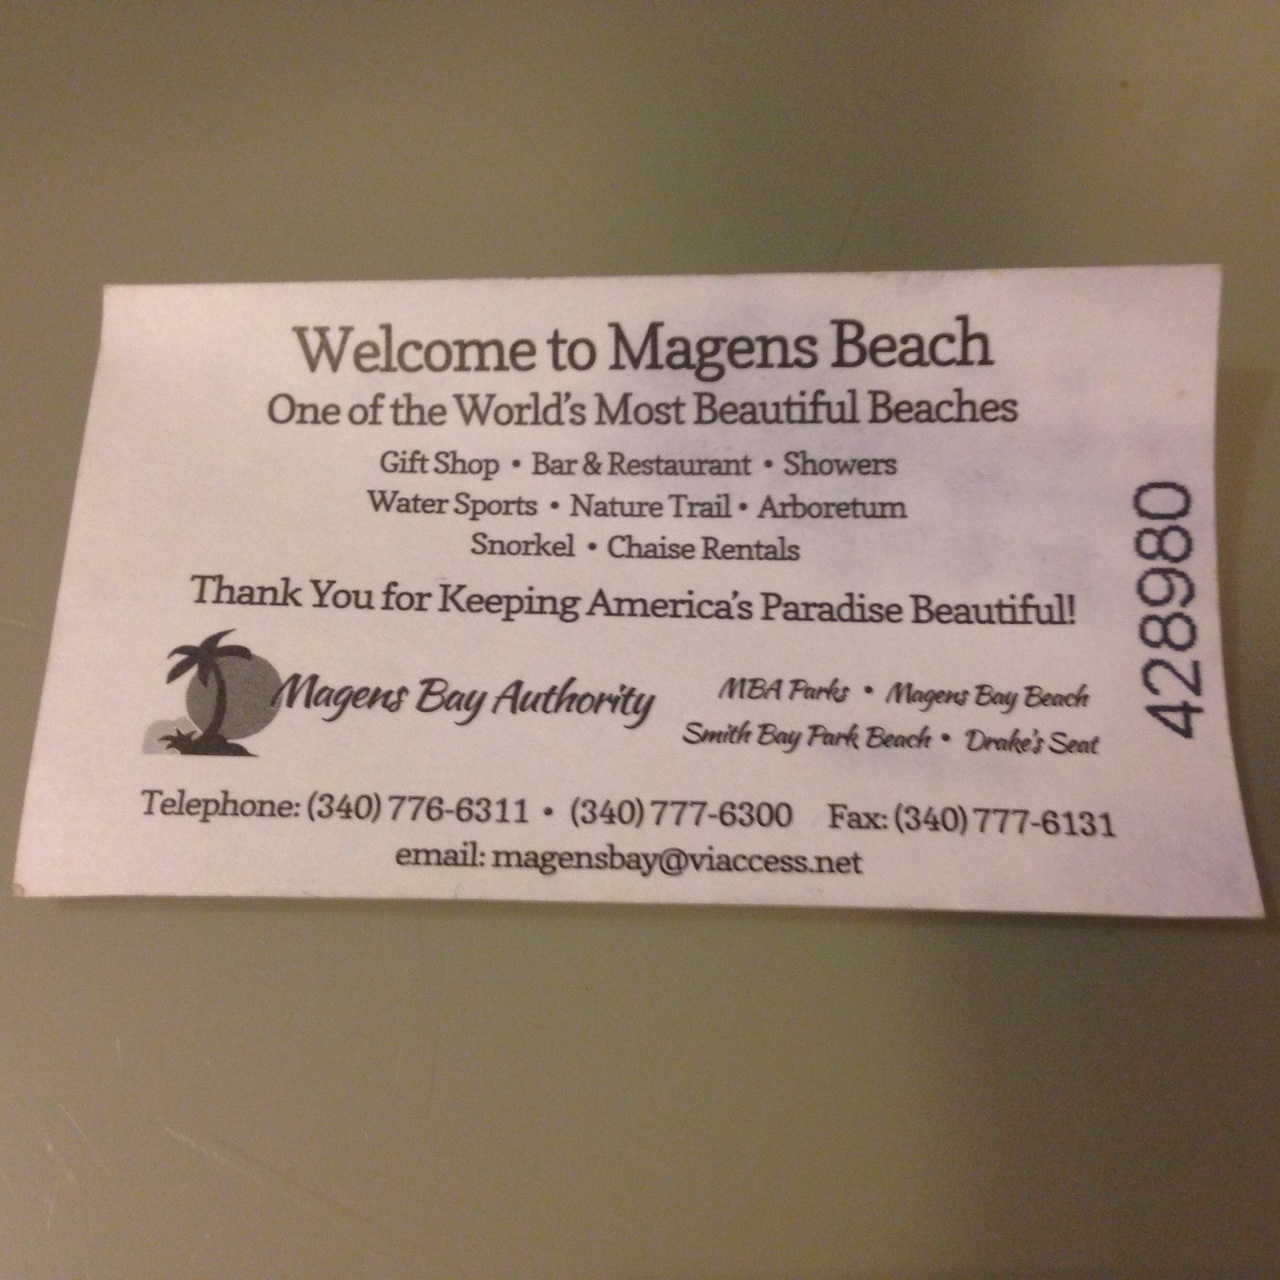 Welcome to Magens Beach
One of the World's Most Beautiful Beaches
Gift Shop • Bar & Restaurant • Showers
Water Sports • Nature Trail • Arboretum
Snorkel • Chaise Rentals
Thank You for Keeping America's Paradise Beautiful!
Magens Bay Authority
MBA Parks • Magens Bay Beach
Smith Bay Park Beach • Drake's Seat
Telephone: (340) 776-6311 • (340) 777-6300 Fax: (340) 777-6131
email: magensbay@viaccess.net
428980